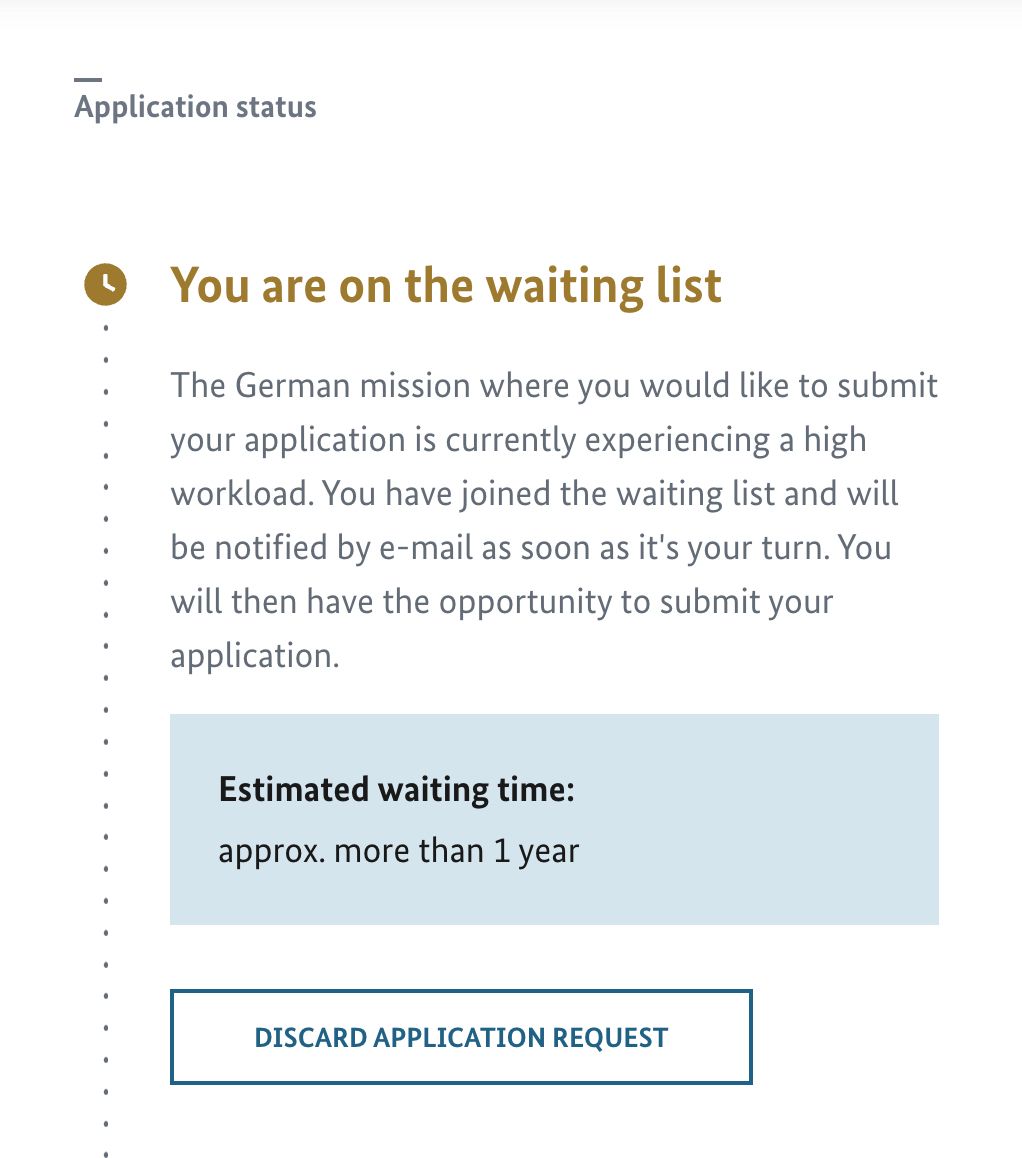 Application status
You are on the waiting list
The German mission where you would like to submit
your application is currently experiencing a high
workload. You have joined the waiting list and will
be notified by e-mail as soon as it's your turn. You
will then have the opportunity to submit your
application.
Estimated waiting time:
approx. more than 1 year
DISCARD APPLICATION REQUEST